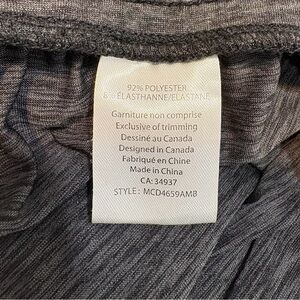 92% POLYESTER
8% ÉLASTHANNE/ELASTANE
Garniture non comprise
Exclusive of trimming
Dessiné au Canada
Designed in Canada
Fabriqué en Chine
Made in China
CA: 34937
STYLE: MCD4659AMB